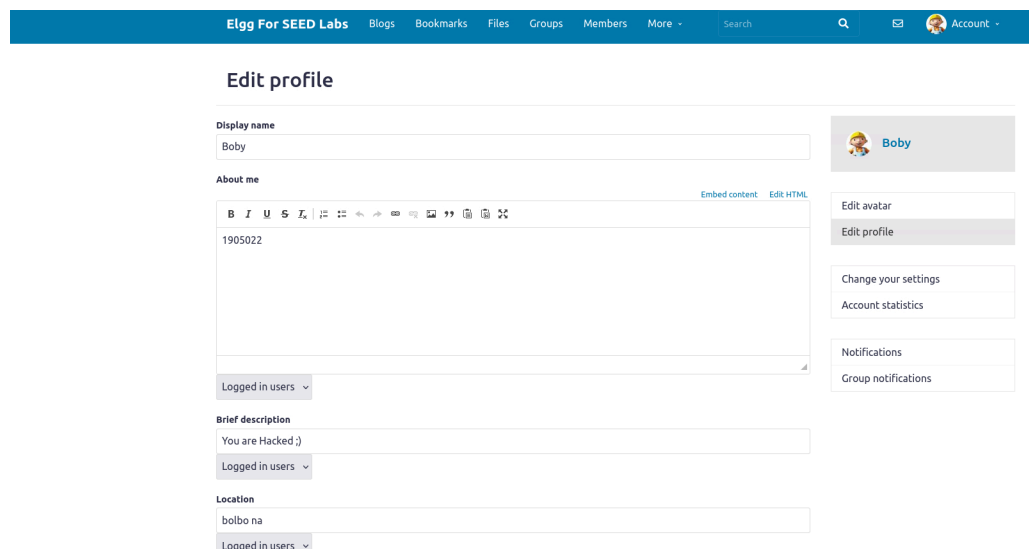 Elgg For SEED Labs Blogs Bookmarks Files Groups Members More Search Account
Edit profile
Display name
Boby
About me
Embed content Edit HTML
B I U S Tx
1905022
Logged in users
Brief description
You are Hacked ;)
Logged in users
Location
bolbo na
Logged in users
Boby
Edit avatar
Edit profile
Change your settings
Account statistics
Notifications
Group notifications